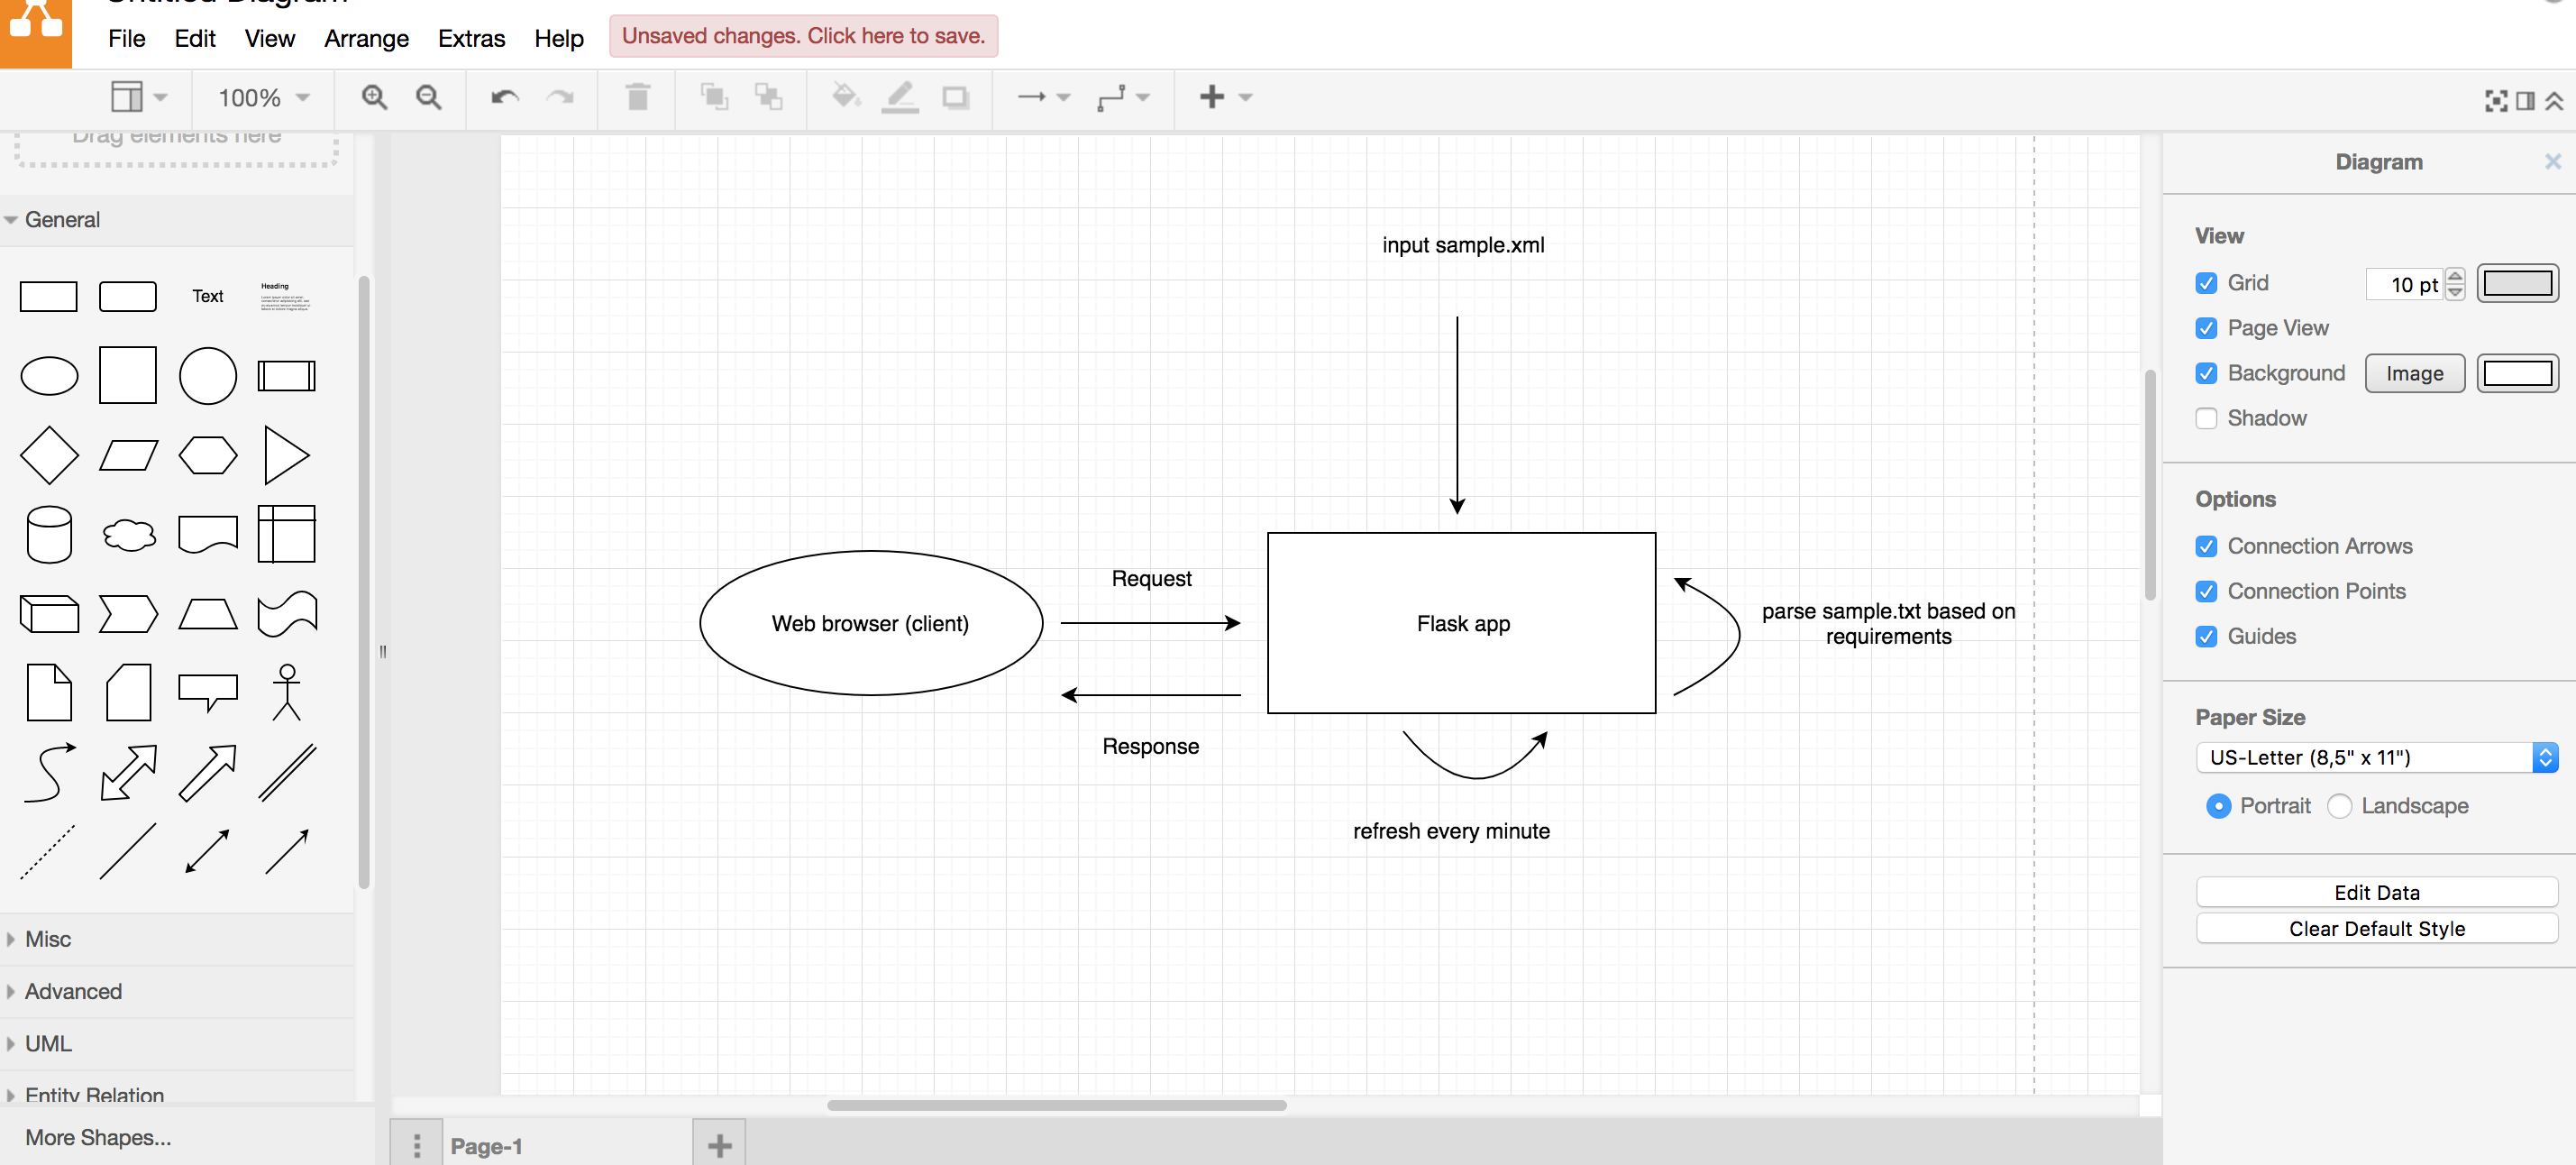 Untitled Diagram
File Edit View Arrange Extras Help Unsaved changes. Click here to save.
100%
Drag elements here
General
Text
Heading
Misc
Advanced
UML
Entity Relation
More Shapes...
input sample.xml
Request
Web browser (client)
Flask app
parse sample.txt based on
requirements
Response
refresh every minute
Page-1
Diagram
View
Grid 10 pt
Page View
Background Image
Shadow
Options
Connection Arrows
Connection Points
Guides
Paper Size
US-Letter (8,5" x 11")
Portrait Landscape
Edit Data
Clear Default Style